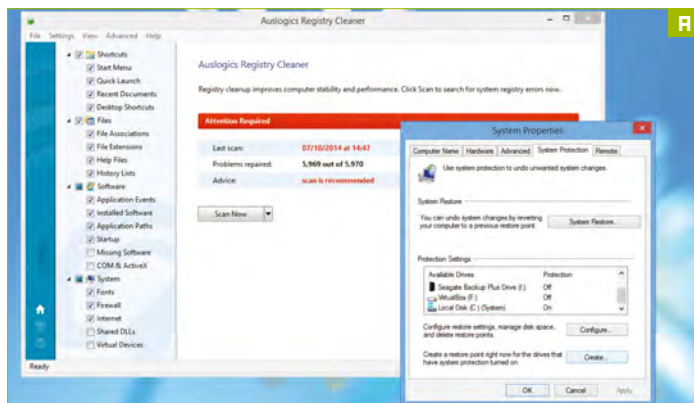 A
Auslogics Registry Cleaner
File Settings View Advanced Help
Shortcuts
Start Menu
Quick Launch
Recent Documents
Desktop Shortcuts
Files
File Associations
File Extensions
Help Files
History Lists
Software
Application Events
Installed Software
Application Paths
Startup
Missing Software
COM & ActiveX
System
Fonts
Firewall
Internet
Shared DLLs
Virtual Devices
Ready
Auslogics Registry Cleaner
Registry cleanup improves computer stability and performance. Click Scan to search for system registry errors now.
Attention Required
Last scan: 07/10/2014 at 14:47
Problems repaired: 5,969 out of 5,970
Advice: scan is recommended
Scan Now
System Properties
Computer Name Hardware Advanced System Protection Remote
Use system protection to undo unwanted system changes.
System Restore
You can undo system changes by reverting
your computer to a previous restore point.
System Restore...
Protection Settings
Available Drives Protection
Seagate Backup Plus Drive (I:) Off
VirtualBox (F:) Off
Local Disk (C:) (System) On
Configure restore settings, manage disk space,
and delete restore points.
Configure...
Create a restore point right now for the drives that
have system protection turned on.
Create...
OK Cancel Apply